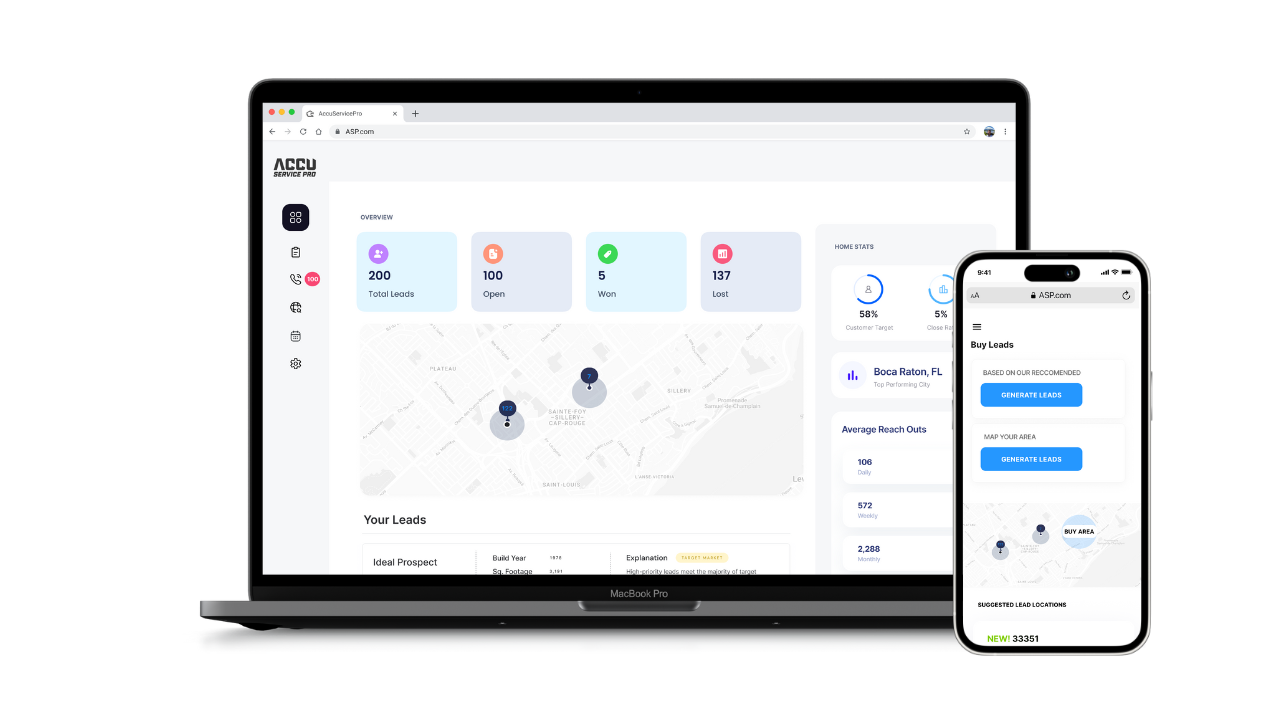 AccuServicePro
ASP.com
ACCU
SERVICE PRO
100
OVERVIEW
200
Total Leads
100
Open
5
Won
137
Lost
PLATEAU
SILLERY
SAINTE-FOY
—SILLERY—
CAP-ROUGE
Promenade
Samuel-de-Champlain
L'ANSE VICTORIA
SAINT-LOUIS
Your Leads
Ideal Prospect
Build Year
Sq. Footage
Explanation
TARGET MARKET
High-priority leads meet the majority of target
HOME STATS
58%
Customer Target
5%
Close
Boca Raton, FL
Top Performing City
Average Reach Outs
106
Daily
572
Weekly
2,288
Monthly
MacBook Pro
9:41
AA
ASP.com
Buy Leads
BASED ON OUR RECCOMENDED
GENERATE LEADS
MAP YOUR AREA
GENERATE LEADS
BUY AREA
SUGGESTED LEAD LOCATIONS
NEW! 33351